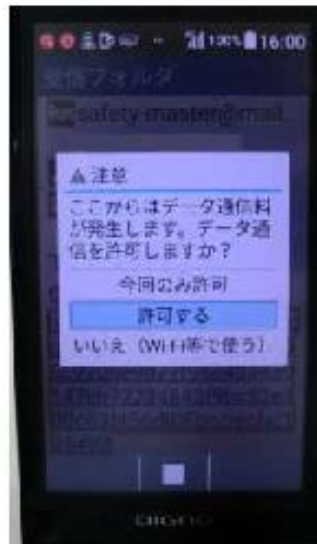 100% 16:00
受信フォルダ
safety-master@mail.
注意
ここからはデータ通信料
が発生します。データ通
信を許可しますか？
今回のみ許可
許可する
いいえ（Wi-Fi等で使う）
DIGNO